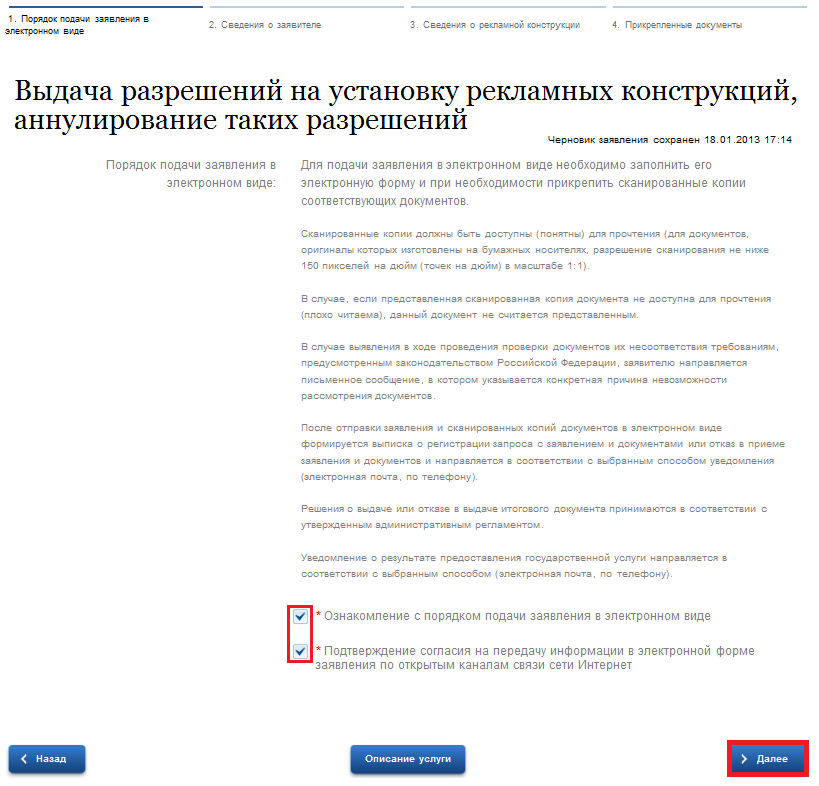 1. Порядок подачи заявления в
электронном виде
2. Сведения о заявителе
3. Сведения о рекламной конструкции
4. Прикрепленные документы
Выдача разрешений на установку рекламных конструкций,
аннулирование таких разрешений
Черновик заявления сохранен 18.01.2013 17:14
Порядок подачи заявления в
электронном виде:
Для подачи заявления в электронном виде необходимо заполнить его
электронную форму и при необходимости прикрепить сканированные копии
соответствующих документов.
Сканированные копии должны быть доступны (понятны) для прочтения (для документов,
оригиналы которых изготовлены на бумажных носителях, разрешение сканирования не ниже
150 пикселей на дюйм (точек на дюйм) в масштабе 1:1).
В случае, если представленная сканированная копия документа не доступна для прочтения
(плохо читаема), данный документ не считается представленным.
В случае выявления в ходе проведения проверки документов их несоответствия требованиям,
предусмотренным законодательством Российской Федерации, заявителю направляется
письменное сообщение, в котором указывается конкретная причина невозможности
рассмотрения документов.
После отправки заявления и сканированных копий документов в электронном виде
формируется выписка о регистрации запроса с заявлением и документами или отказ в приеме
заявления и документов и направляется в соответствии с выбранным способом уведомления
(электронная почта, по телефону).
Решения о выдаче или отказе в выдаче итогового документа принимаются в соответствии с
утвержденным административным регламентом.
Уведомление о результате предоставления государственной услуги направляется в
соответствии с выбранным способом (электронная почта, по телефону).
* Ознакомление с порядком подачи заявления в электронном виде
* Подтверждение согласия на передачу информации в электронной форме
заявления по открытым каналам связи сети Интернет
Назад
Описание услуги
Далее